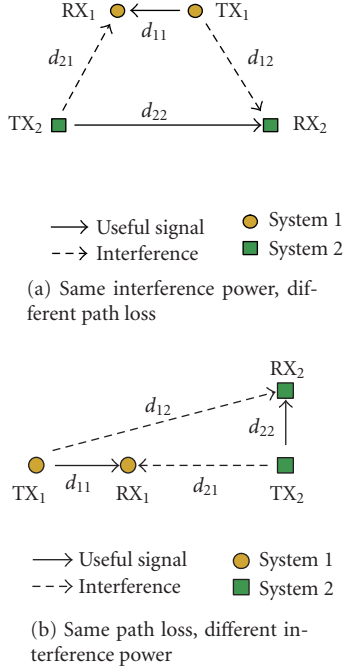 RX₁ TX₁
d₁₁
d₂₁ d₁₂
d₂₂
TX₂ RX₂
Useful signal System 1
Interference System 2
(a) Same interference power, dif-
ferent path loss
RX₂
d₁₂
d₂₂
d₁₁ d₂₁
TX₁ RX₁ TX₂
Useful signal System 1
Interference System 2
(b) Same path loss, different in-
terference power